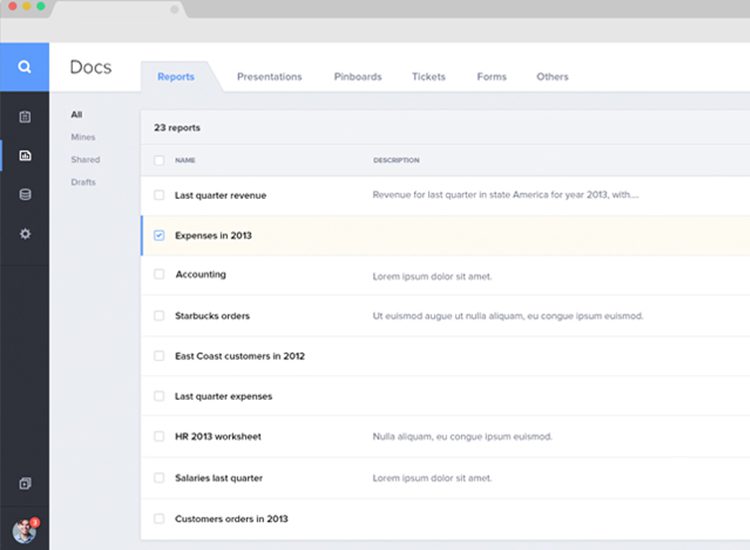 Docs
Reports Presentations Pinboards Tickets Forms Others
All
Mines
Shared
Drafts
23 reports
NAME DESCRIPTION
Last quarter revenue Revenue for last quarter in state America for year 2013, with....
Expenses in 2013
Accounting Lorem ipsum dolor sit amet.
Starbucks orders Ut euismod augue ut nulla aliquam, eu congue ipsum euismod.
East Coast customers in 2012
Last quarter expenses
HR 2013 worksheet Nulla aliquam, eu congue ipsum euismod.
Salaries last quarter Lorem ipsum dolor sit amet.
Customers orders in 2013
3